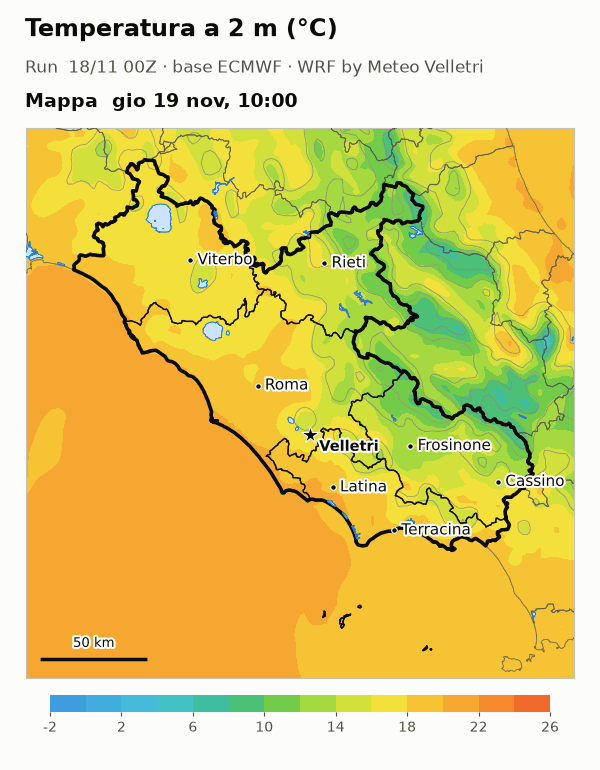 Temperatura a 2 m (°C)
Run  18/11 00Z · base ECMWF · WRF by Meteo Velletri
Mappa  gio 19 nov, 10:00
Viterbo
Rieti
Roma
Velletri
Frosinone
Cassino
Latina
Terracina
50 km
-2 2 6 10 14 18 22 26